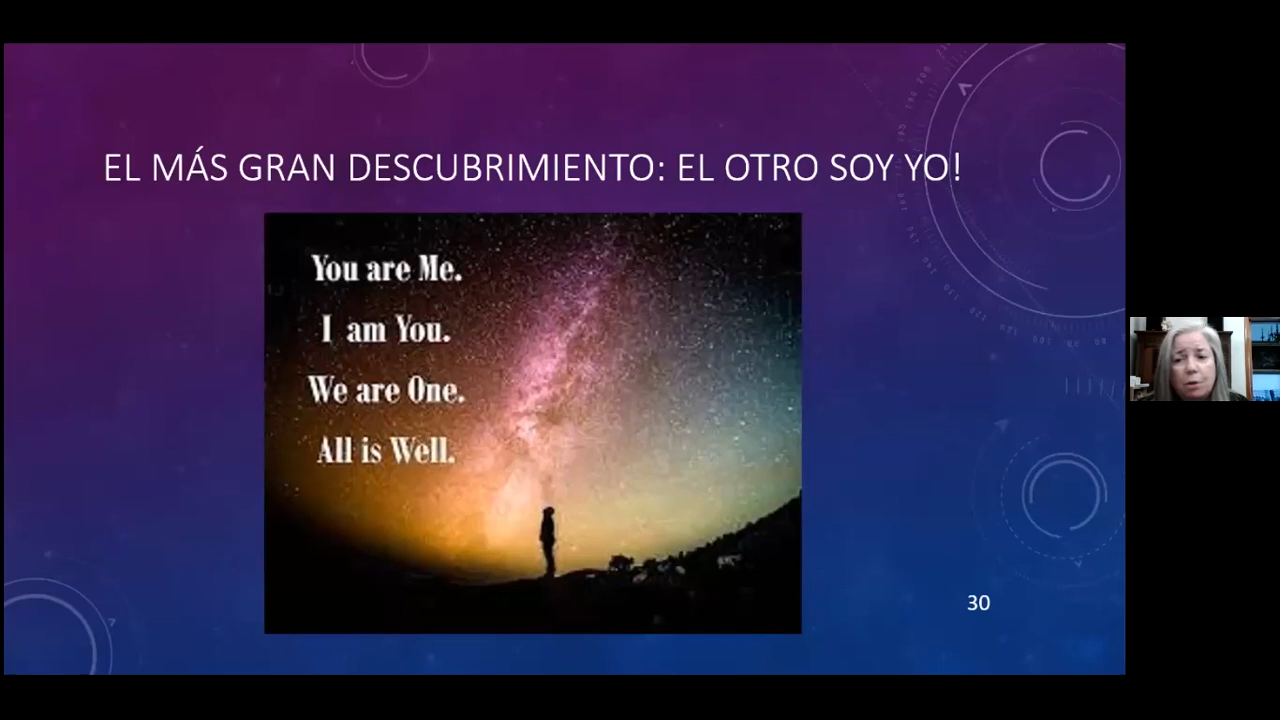 EL MÁS GRAN DESCUBRIMIENTO: EL OTRO SOY YO!
You are Me.
I am You.
We are One.
All is Well.
30